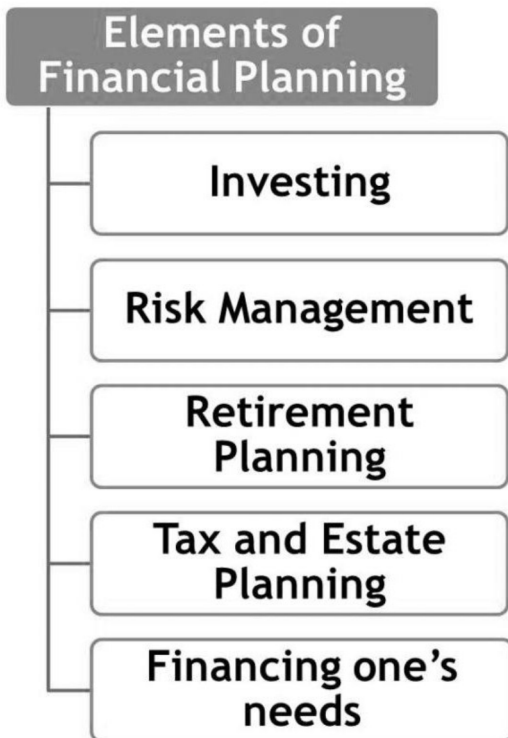 Elements of
Financial Planning
Investing
Risk Management
Retirement
Planning
Tax and Estate
Planning
Financing one's
needs